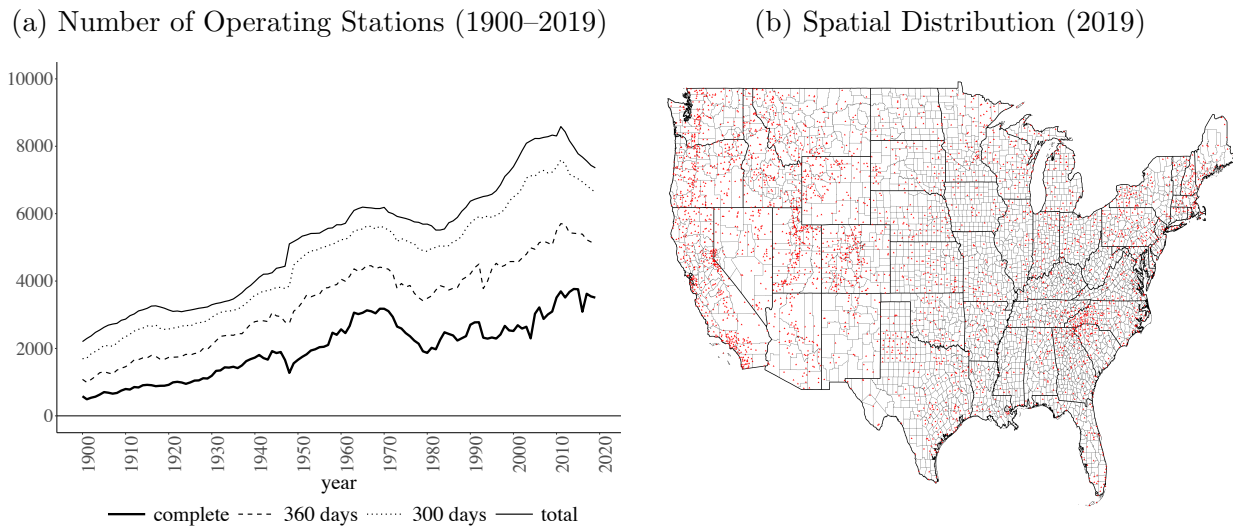 (a) Number of Operating Stations (1900–2019)
10000
8000
6000
4000
2000
0
1900 1910 1920 1930 1940 1950 1960 1970 1980 1990 2000 2010 2020
year
complete 360 days 300 days total
(b) Spatial Distribution (2019)